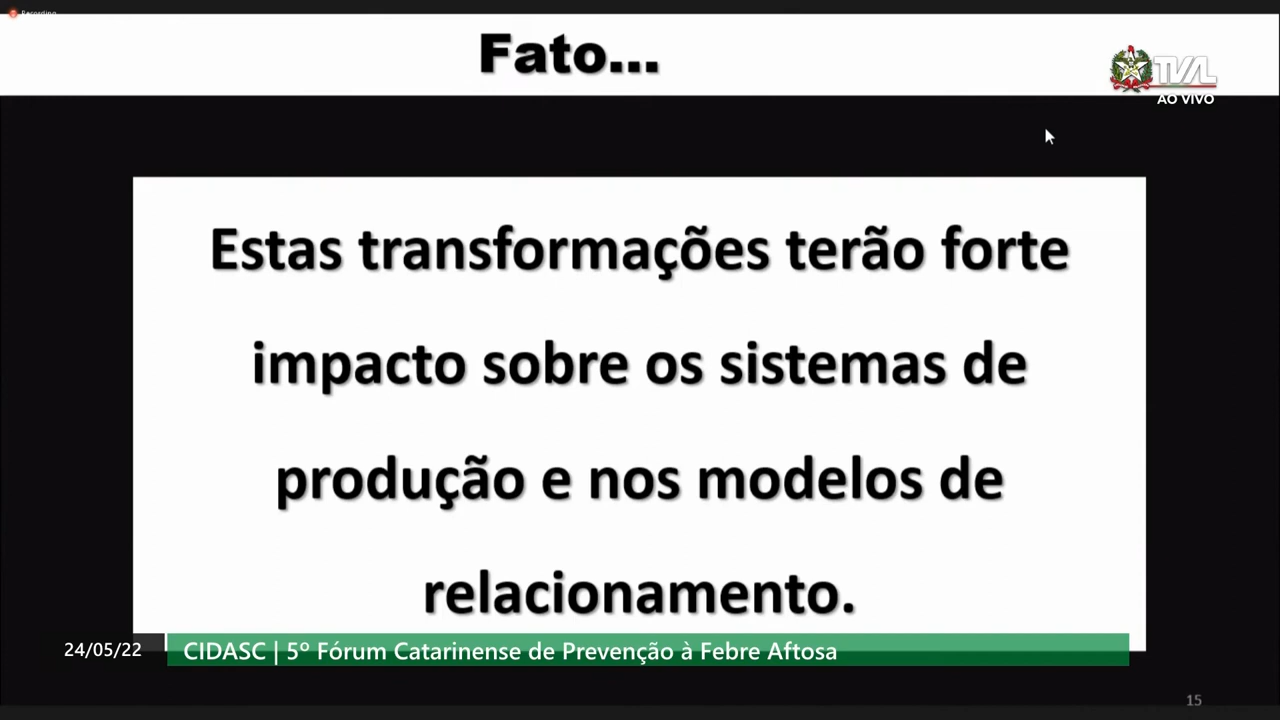 Recording
Fato...
TVAL
AO VIVO
Estas transformações terão forte
impacto sobre os sistemas de
produção e nos modelos de
relacionamento.
24/05/22
CIDASC | 5º Fórum Catarinense de Prevenção à Febre Aftosa
15